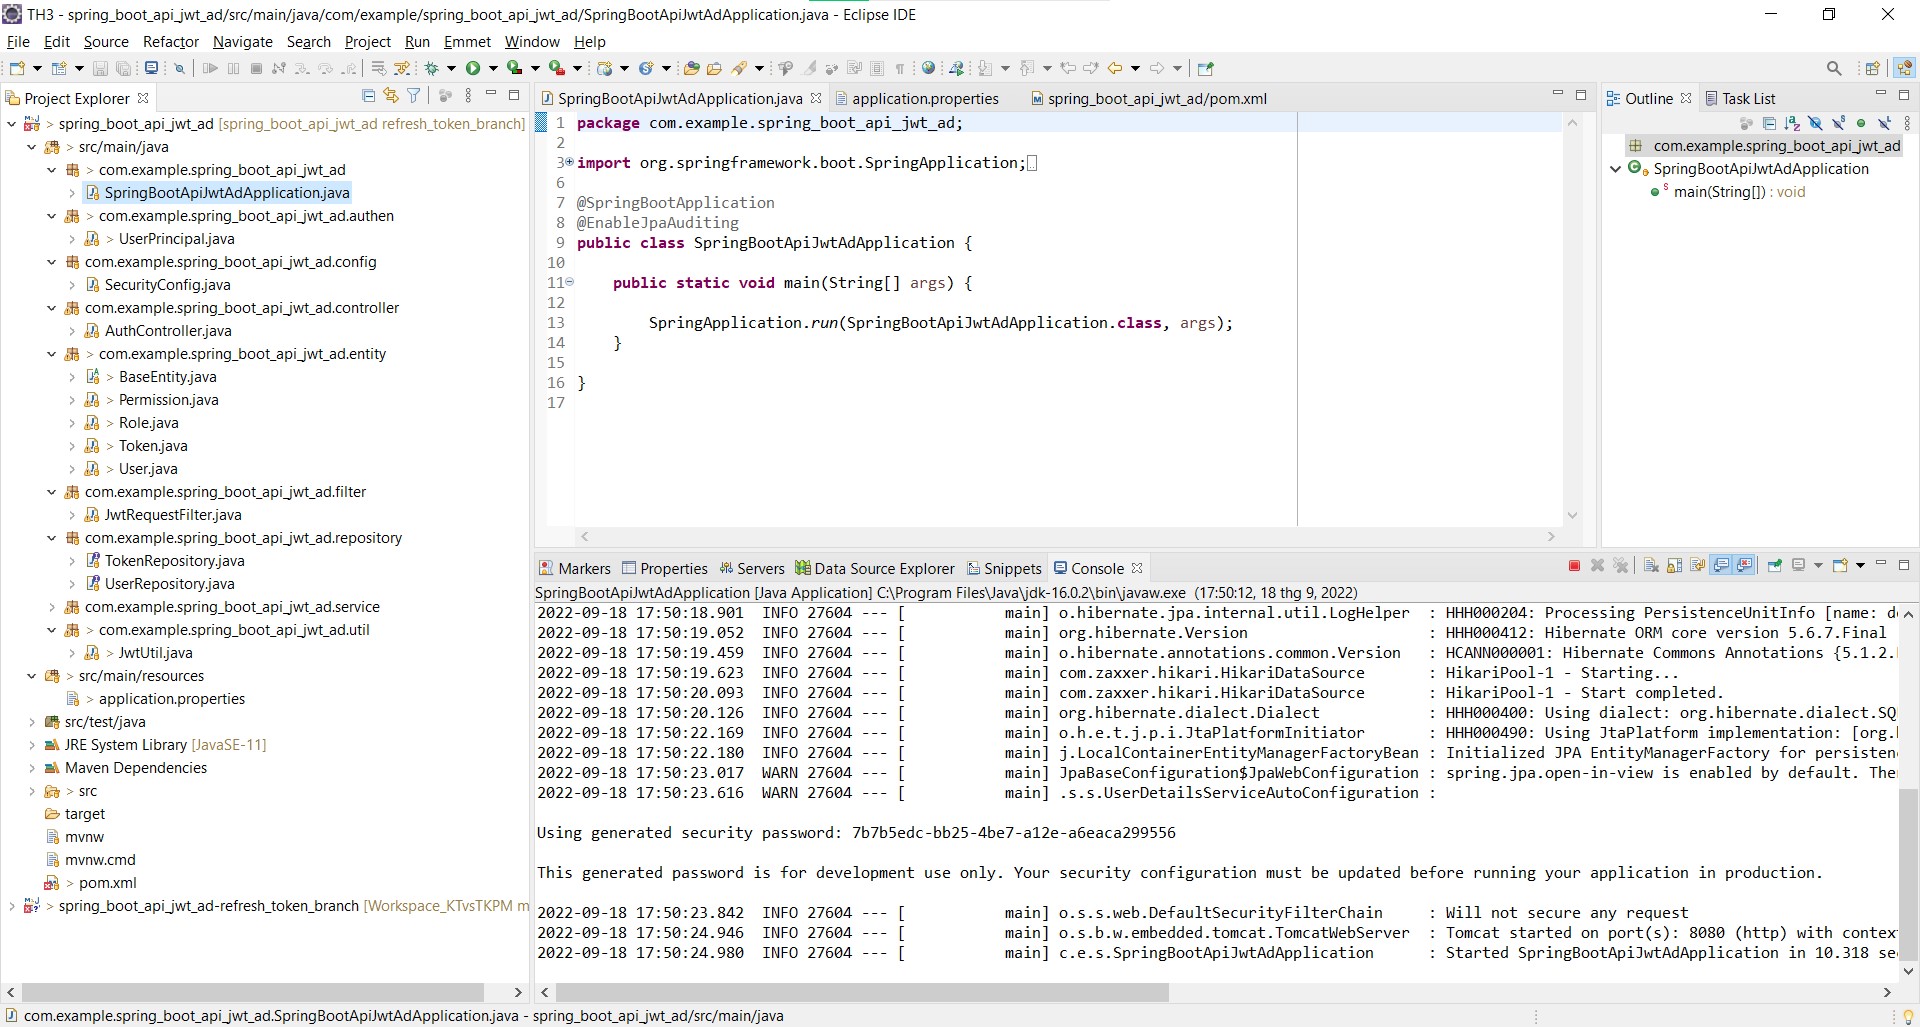 TH3 - spring_boot_api_jwt_ad/src/main/java/com/example/spring_boot_api_jwt_ad/SpringBootApiJwtAdApplication.java - Eclipse IDE
File Edit Source Refactor Navigate Search Project Run Emmet Window Help
Project Explorer
> spring_boot_api_jwt_ad [spring_boot_api_jwt_ad refresh_token_branch]
> src/main/java
> com.example.spring_boot_api_jwt_ad
SpringBootApiJwtAdApplication.java
> com.example.spring_boot_api_jwt_ad.authen
> UserPrincipal.java
com.example.spring_boot_api_jwt_ad.config
SecurityConfig.java
com.example.spring_boot_api_jwt_ad.controller
AuthController.java
> com.example.spring_boot_api_jwt_ad.entity
> BaseEntity.java
> Permission.java
> Role.java
> Token.java
> User.java
com.example.spring_boot_api_jwt_ad.filter
JwtRequestFilter.java
com.example.spring_boot_api_jwt_ad.repository
TokenRepository.java
UserRepository.java
com.example.spring_boot_api_jwt_ad.service
> com.example.spring_boot_api_jwt_ad.util
> JwtUtil.java
> src/main/resources
> application.properties
src/test/java
JRE System Library [JavaSE-11]
Maven Dependencies
> src
target
mvnw
mvnw.cmd
> pom.xml
> spring_boot_api_jwt_ad-refresh_token_branch [Workspace_KTvsTKPM m
SpringBootApiJwtAdApplication.java application.properties spring_boot_api_jwt_ad/pom.xml
1 package com.example.spring_boot_api_jwt_ad;
2
3 import org.springframework.boot.SpringApplication;
6
7 @SpringBootApplication
8 @EnableJpaAuditing
9 public class SpringBootApiJwtAdApplication {
10
11 public static void main(String[] args) {
12
13 SpringApplication.run(SpringBootApiJwtAdApplication.class, args);
14 }
15
16 }
17
Outline Task List
com.example.spring_boot_api_jwt_ad
SpringBootApiJwtAdApplication
main(String[]) : void
Markers Properties Servers Data Source Explorer Snippets Console
SpringBootApiJwtAdApplication [Java Application] C:\Program Files\Java\jdk-16.0.2\bin\javaw.exe (17:50:12, 18 thg 9, 2022)
2022-09-18 17:50:18.901 INFO 27604 --- [ main] o.hibernate.jpa.internal.util.LogHelper : HHH000204: Processing PersistenceUnitInfo [name: de
2022-09-18 17:50:19.052 INFO 27604 --- [ main] org.hibernate.Version : HHH000412: Hibernate ORM core version 5.6.7.Final
2022-09-18 17:50:19.459 INFO 27604 --- [ main] o.hibernate.annotations.common.Version : HCANN000001: Hibernate Commons Annotations {5.1.2.
2022-09-18 17:50:19.623 INFO 27604 --- [ main] com.zaxxer.hikari.HikariDataSource : HikariPool-1 - Starting...
2022-09-18 17:50:20.093 INFO 27604 --- [ main] com.zaxxer.hikari.HikariDataSource : HikariPool-1 - Start completed.
2022-09-18 17:50:20.126 INFO 27604 --- [ main] org.hibernate.dialect.Dialect : HHH000400: Using dialect: org.hibernate.dialect.SQ
2022-09-18 17:50:22.169 INFO 27604 --- [ main] o.h.e.t.j.p.i.JtaPlatformInitiator : HHH000490: Using JtaPlatform implementation: [org.
2022-09-18 17:50:22.180 INFO 27604 --- [ main] j.LocalContainerEntityManagerFactoryBean : Initialized JPA EntityManagerFactory for persisten
2022-09-18 17:50:23.017 WARN 27604 --- [ main] JpaBaseConfiguration$JpaWebConfiguration : spring.jpa.open-in-view is enabled by default. The
2022-09-18 17:50:23.616 WARN 27604 --- [ main] .s.s.UserDetailsServiceAutoConfiguration :
Using generated security password: 7b7b5edc-bb25-4be7-a12e-a6eaca299556
This generated password is for development use only. Your security configuration must be updated before running your application in production.
2022-09-18 17:50:23.842 INFO 27604 --- [ main] o.s.s.web.DefaultSecurityFilterChain : Will not secure any request
2022-09-18 17:50:24.946 INFO 27604 --- [ main] o.s.b.w.embedded.tomcat.TomcatWebServer : Tomcat started on port(s): 8080 (http) with contex
2022-09-18 17:50:24.980 INFO 27604 --- [ main] c.e.s.SpringBootApiJwtAdApplication : Started SpringBootApiJwtAdApplication in 10.318 se
com.example.spring_boot_api_jwt_ad.SpringBootApiJwtAdApplication.java - spring_boot_api_jwt_ad/src/main/java